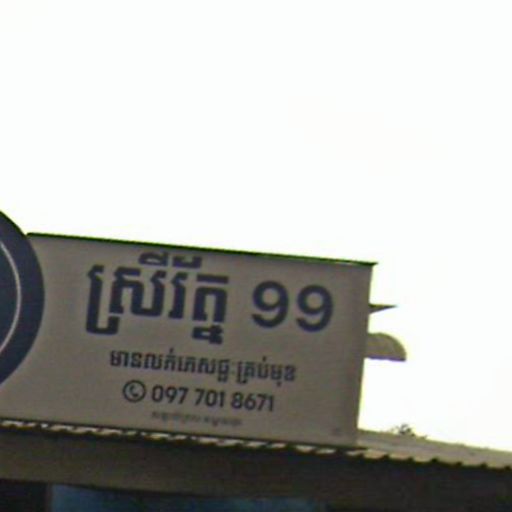 ស្រីរ័ត្ន 99
មានលក់ភេសជ្ជៈគ្រប់មុខ
097 701 8671